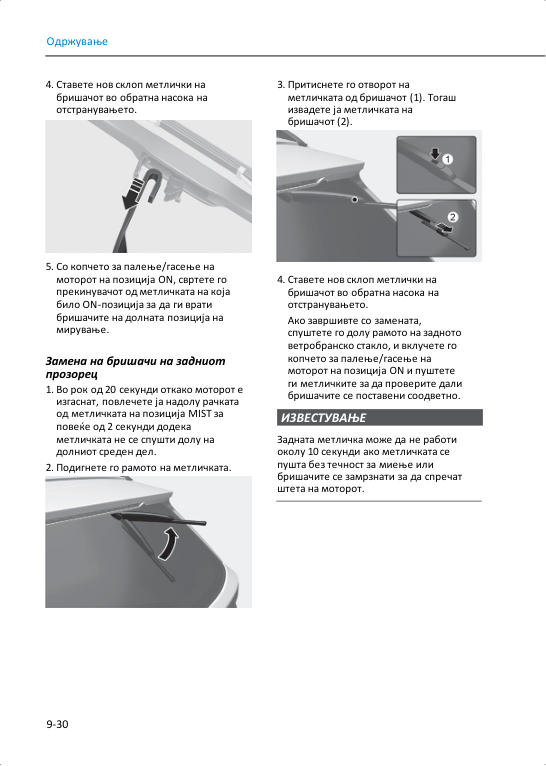 Одржување
4. Ставете нов склоп метлички на
бришачот во обратна насока на
отстранувањето.
5. Со копчето за палење/гасење на
моторот на позиција ON, свртете го
прекинувачот од метличката на која
било ON-позиција за да ги врати
бришачите на долната позиција на
мирување.
Замена на бришачи на задниот
прозорец
1. Во рок од 20 секунди откако моторот е
изгаснат, повлечете ја надолу рачката
од метличката на позиција MIST за
повеќе од 2 секунди додека
метличката не се спушти долу на
долниот среден дел.
2. Подигнете го рамото на метличката.
3. Притиснете го отворот на
метличката од бришачот (1). Тогаш
извадете ја метличката на
бришачот (2).
1
2
4. Ставете нов склоп метлички на
бришачот во обратна насока на
отстранувањето.
Ако завршивте со замената,
спуштете го долу рамото на задното
ветробранско стакло, и вклучете го
копчето за палење/гасење на
моторот на позиција ON и пуштете
ги метличките за да проверите дали
бришачите се поставени соодветно.
ИЗВЕСТУВАЊЕ
Задната метличка може да не работи
околу 10 секунди ако метличката се
пушта без течност за миење или
бришачите се замрзнати за да спречат
штета на моторот.
9-30